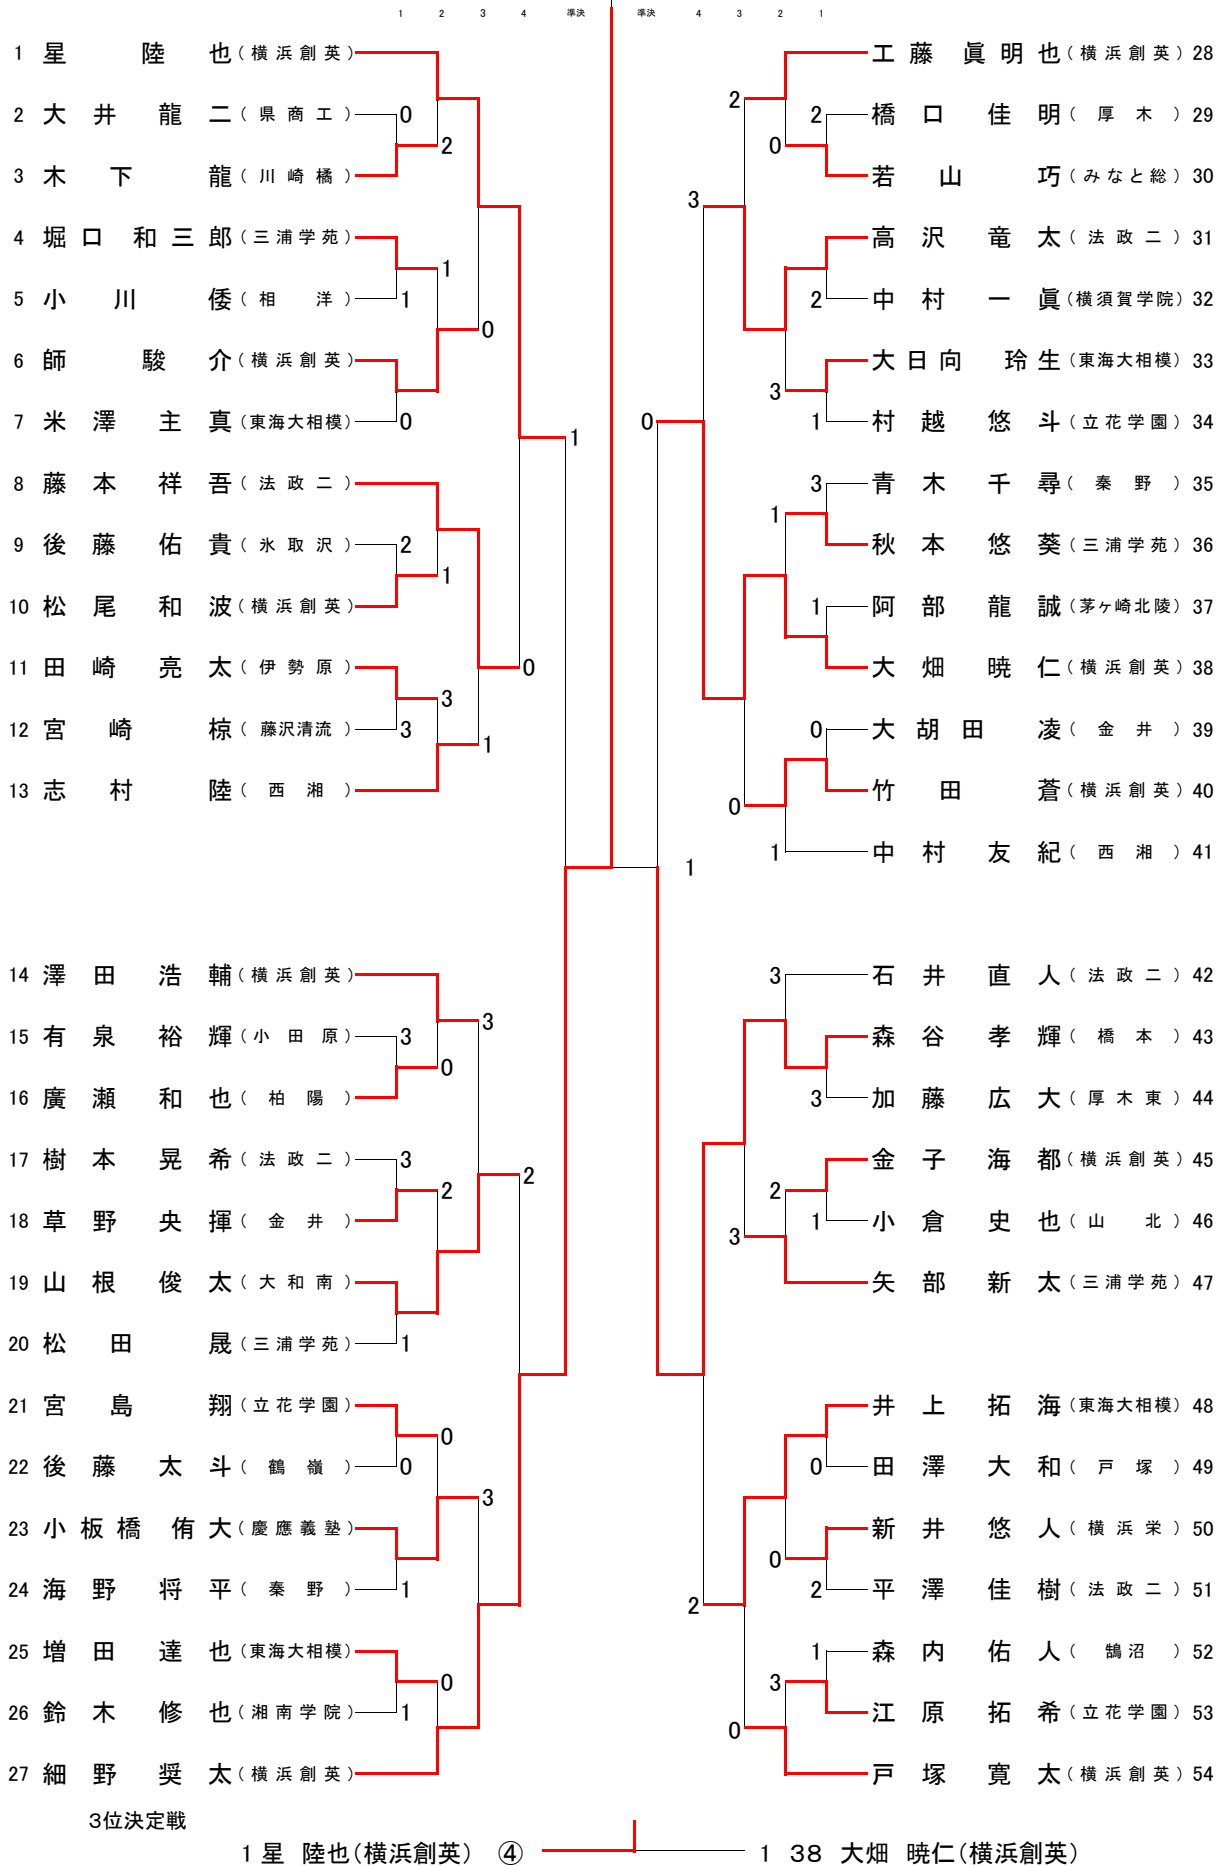 1 2 3 4 準決 準決 4 3 2 1
1 星 陸也(横浜創英) 工藤 眞明也(横浜創英) 28
2
2 大井 龍二(県商工) 0 2 橋口 佳明(厚木) 29
2 0
3 木下 龍(川崎橘) 若山 巧(みなと総) 30
3
4 堀口 和三郎(三浦学苑) 高沢 竜太(法政二) 31
1
5 小川 倭(相洋) 1 2 中村 一眞(横須賀学院) 32
0
6 師 駿介(横浜創英) 大日向 玲生(東海大相模) 33
3
7 米澤 主真(東海大相模) 0 0 1 村越 悠斗(立花学園) 34
1
8 藤本 祥吾(法政二) 3 青木 千尋(秦野) 35
1
9 後藤 佑貴(氷取沢) 2 秋本 悠葵(三浦学苑) 36
1
10 松尾 和波(横浜創英) 1 阿部 龍誠(茅ヶ崎北陵) 37
11 田崎 亮太(伊勢原) 0 大畑 暁仁(横浜創英) 38
3
12 宮崎 椋(藤沢清流) 3 0 大胡田 凌(金井) 39
1
13 志村 陸(西湘) 竹田 蒼(横浜創英) 40
0
1 中村 友紀(西湘) 41
1
14 澤田 浩輔(横浜創英) 3 石井 直人(法政二) 42
3
15 有泉 裕輝(小田原) 3 森谷 孝輝(橋本) 43
0
16 廣瀬 和也(柏陽) 3 加藤 広大(厚木東) 44
17 樹本 晃希(法政二) 3 金子 海都(横浜創英) 45
2 2 2
18 草野 央揮(金井) 1 小倉 史也(山北) 46
3
19 山根 俊太(大和南) 矢部 新太(三浦学苑) 47
20 松田 晟(三浦学苑) 1
21 宮島 翔(立花学園) 井上 拓海(東海大相模) 48
0
22 後藤 太斗(鶴嶺) 0 0 田澤 大和(戸塚) 49
3
23 小板橋 侑大(慶應義塾) 新井 悠人(横浜栄) 50
0
24 海野 将平(秦野) 1 2 平澤 佳樹(法政二) 51
2
25 増田 達也(東海大相模) 1 森内 佑人(鵠沼) 52
0 3
26 鈴木 修也(湘南学院) 1 江原 拓希(立花学園) 53
0
27 細野 奨太(横浜創英) 戸塚 寛太(横浜創英) 54
3位決定戦
1 星 陸也(横浜創英) ④ 1 38 大畑 暁仁(横浜創英)